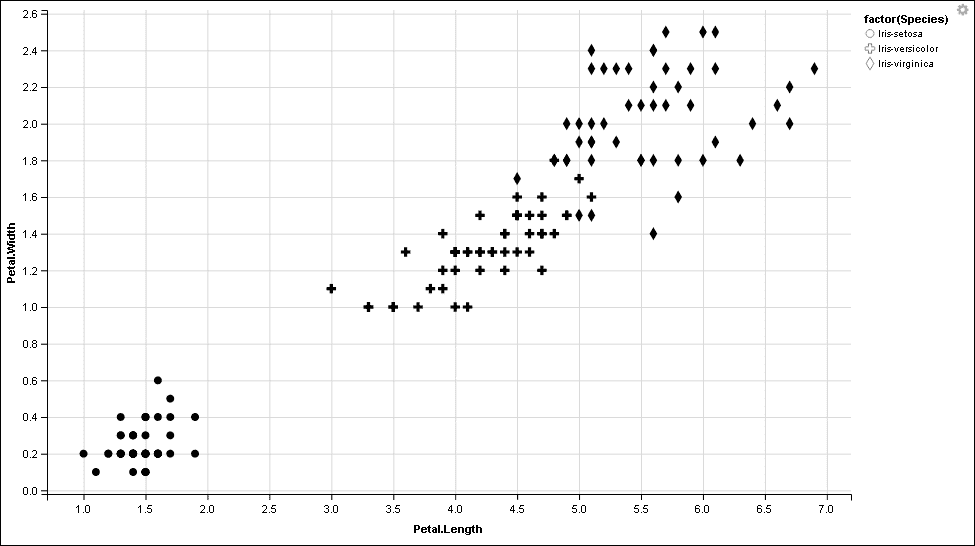 factor(Species)
Iris-setosa
Iris-versicolor
Iris-virginica
Petal.Width
2.6
2.4
2.2
2.0
1.8
1.6
1.4
1.2
1.0
0.8
0.6
0.4
0.2
0.0
1.0 1.5 2.0 2.5 3.0 3.5 4.0 4.5 5.0 5.5 6.0 6.5 7.0
Petal.Length